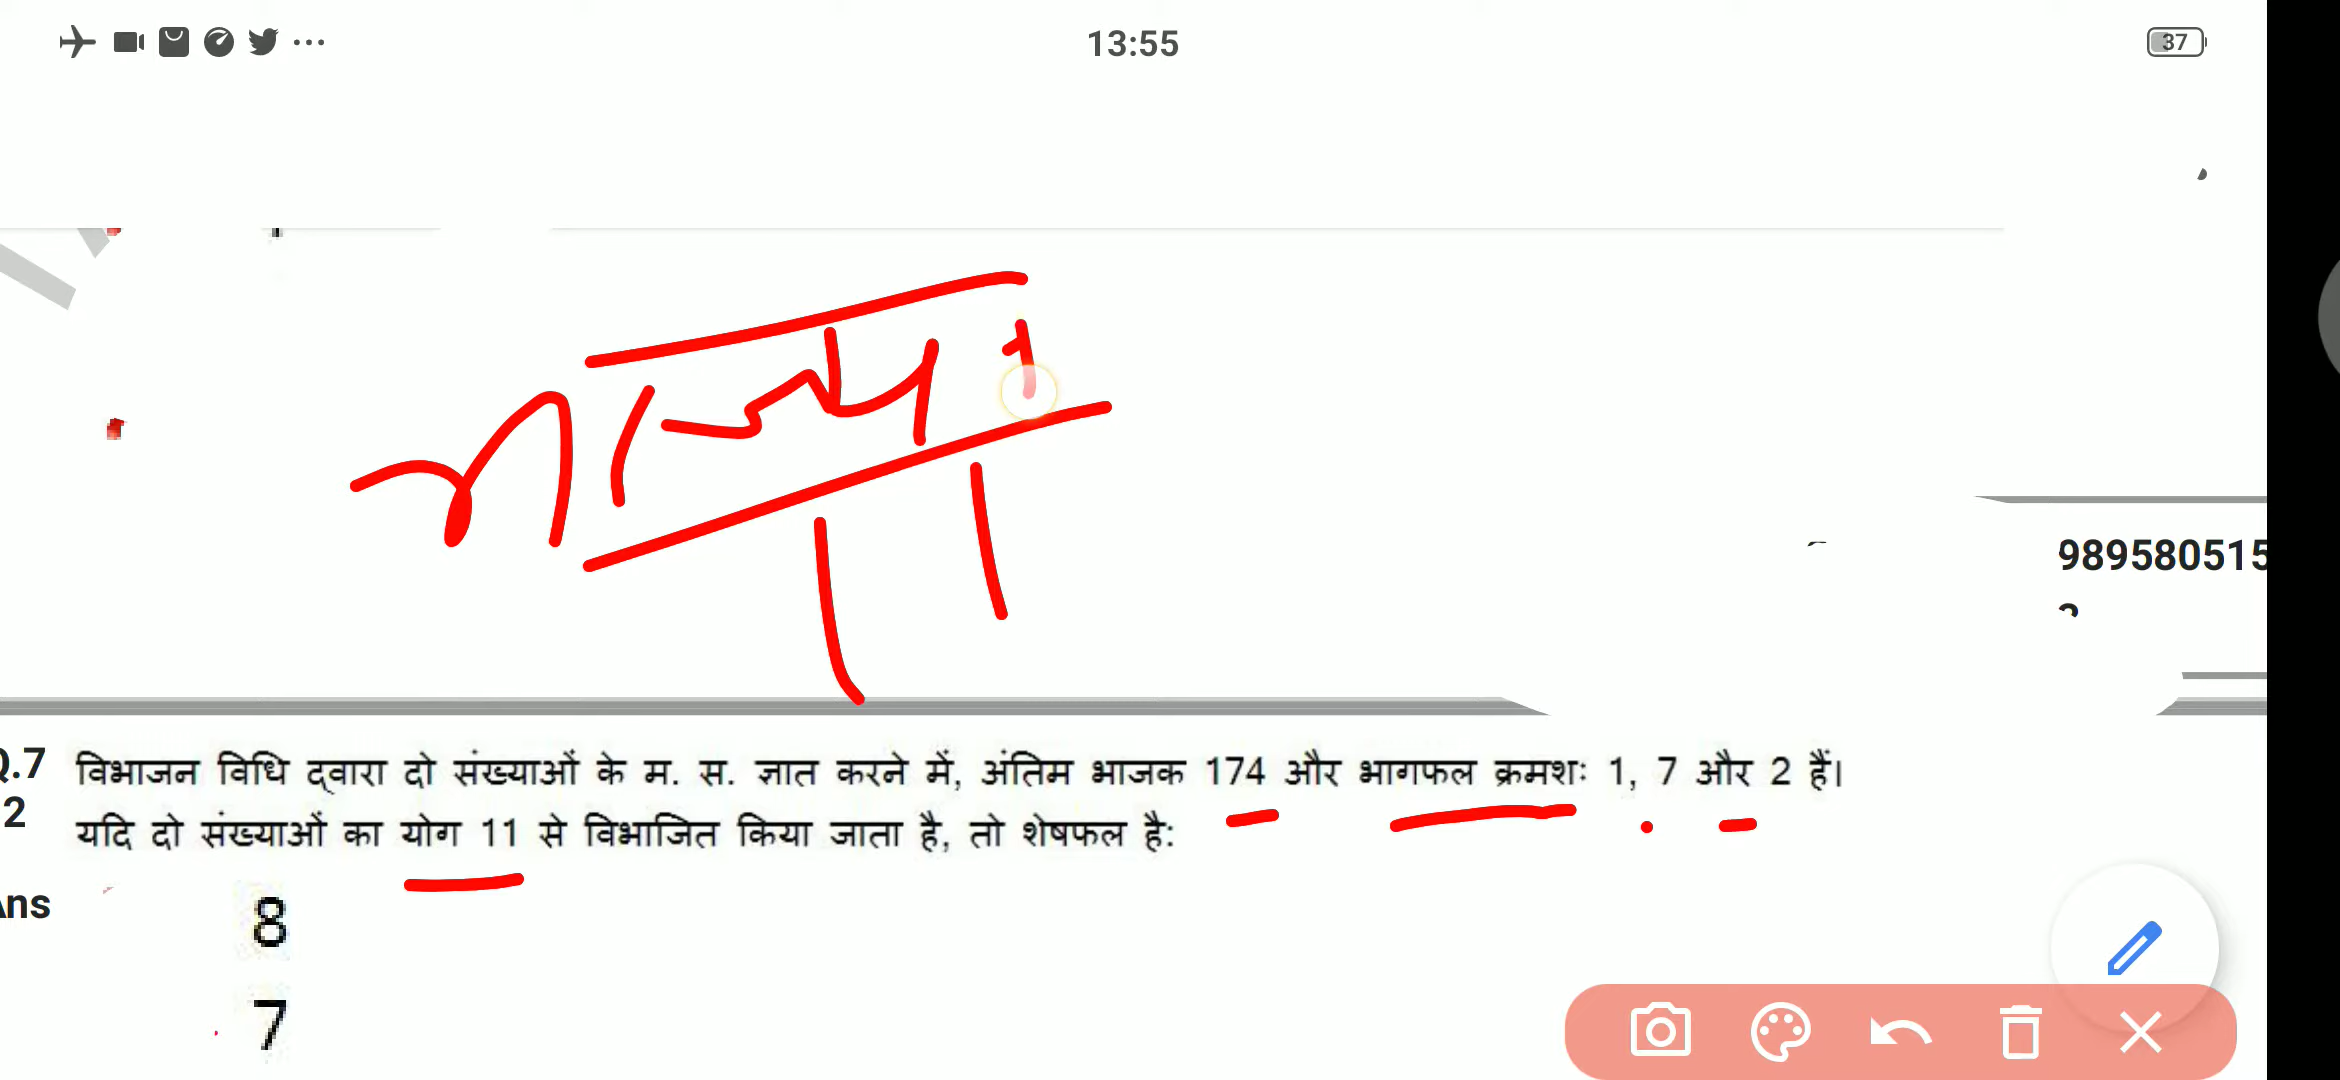 13:55
37
989580515
Q.7 विभाजन विधि द्वारा दो संख्याओं के म. स. ज्ञात करने में, अंतिम भाजक 174 और भागफल क्रमशः 1, 7 और 2 हैं।
2 यदि दो संख्याओं का योग 11 से विभाजित किया जाता है, तो शेषफल है:
Ans 8
7